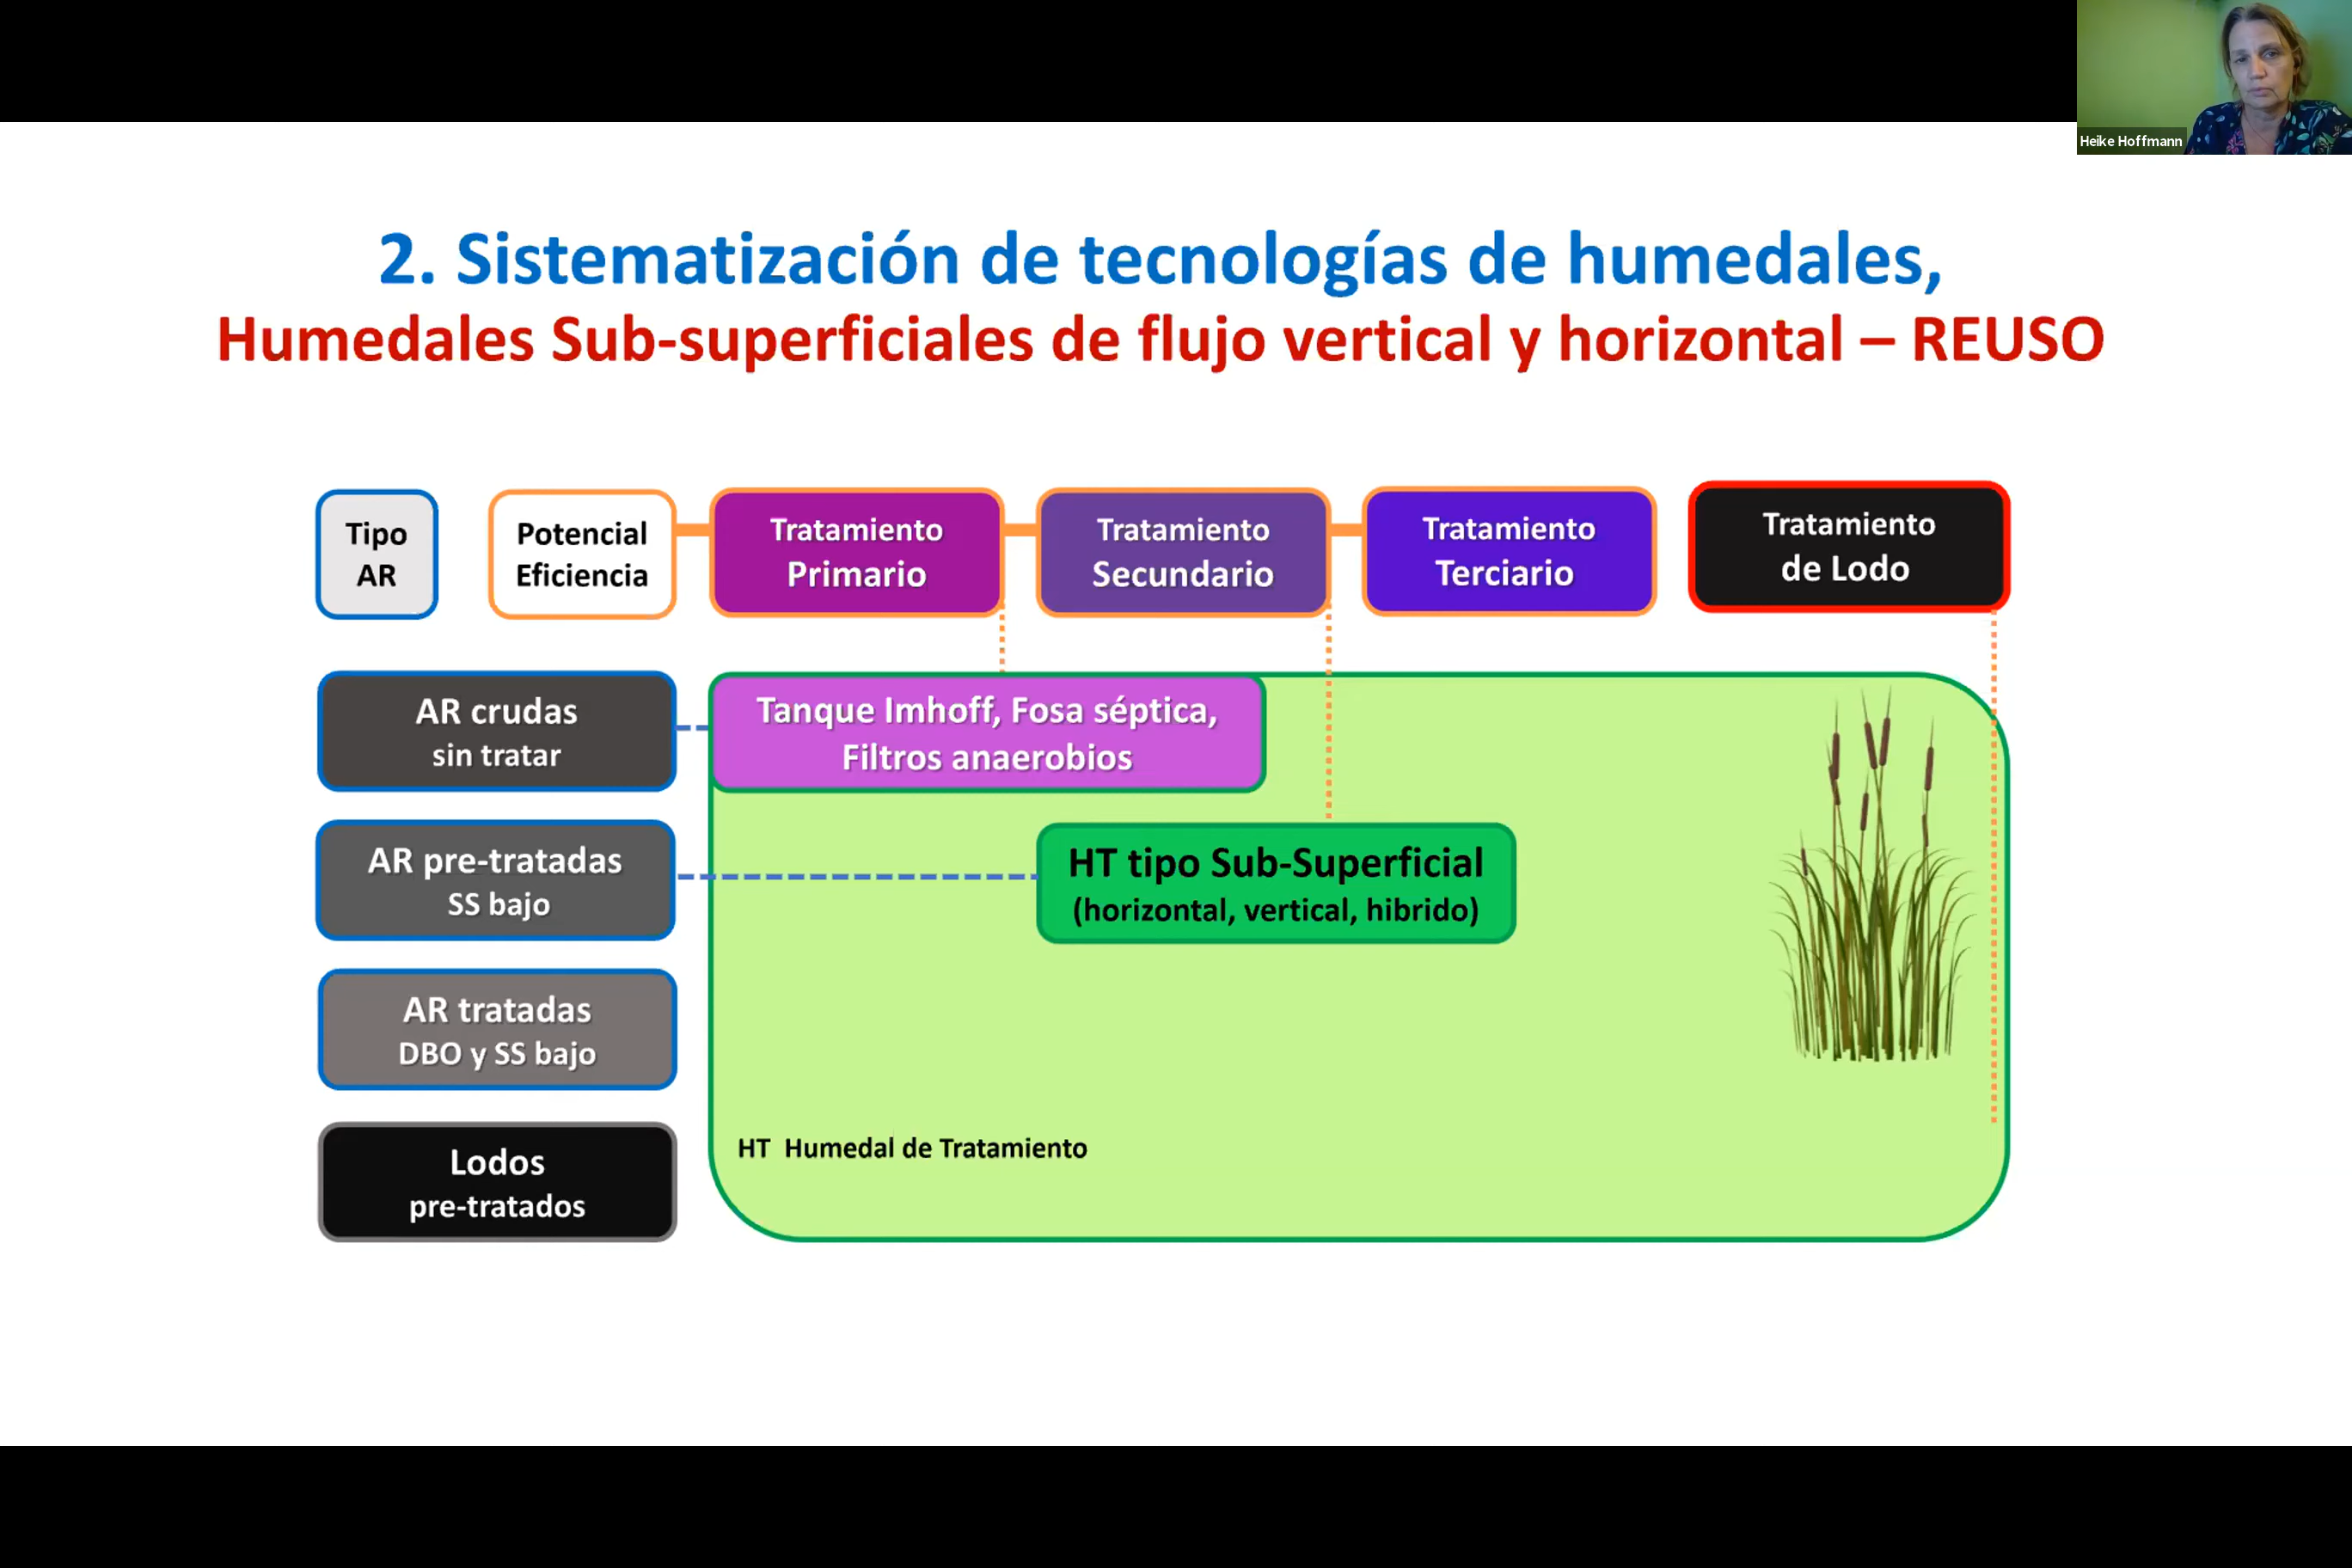 Heike Hoffmann
2. Sistematización de tecnologías de humedales,
Humedales Sub-superficiales de flujo vertical y horizontal – REUSO
Tipo
AR
Potencial
Eficiencia
Tratamiento
Primario
Tratamiento
Secundario
Tratamiento
Terciario
Tratamiento
de Lodo
AR crudas
sin tratar
Tanque Imhoff, Fosa séptica,
Filtros anaerobios
AR pre-tratadas
SS bajo
HT tipo Sub-Superficial
(horizontal, vertical, hibrido)
AR tratadas
DBO y SS bajo
HT Humedal de Tratamiento
Lodos
pre-tratados